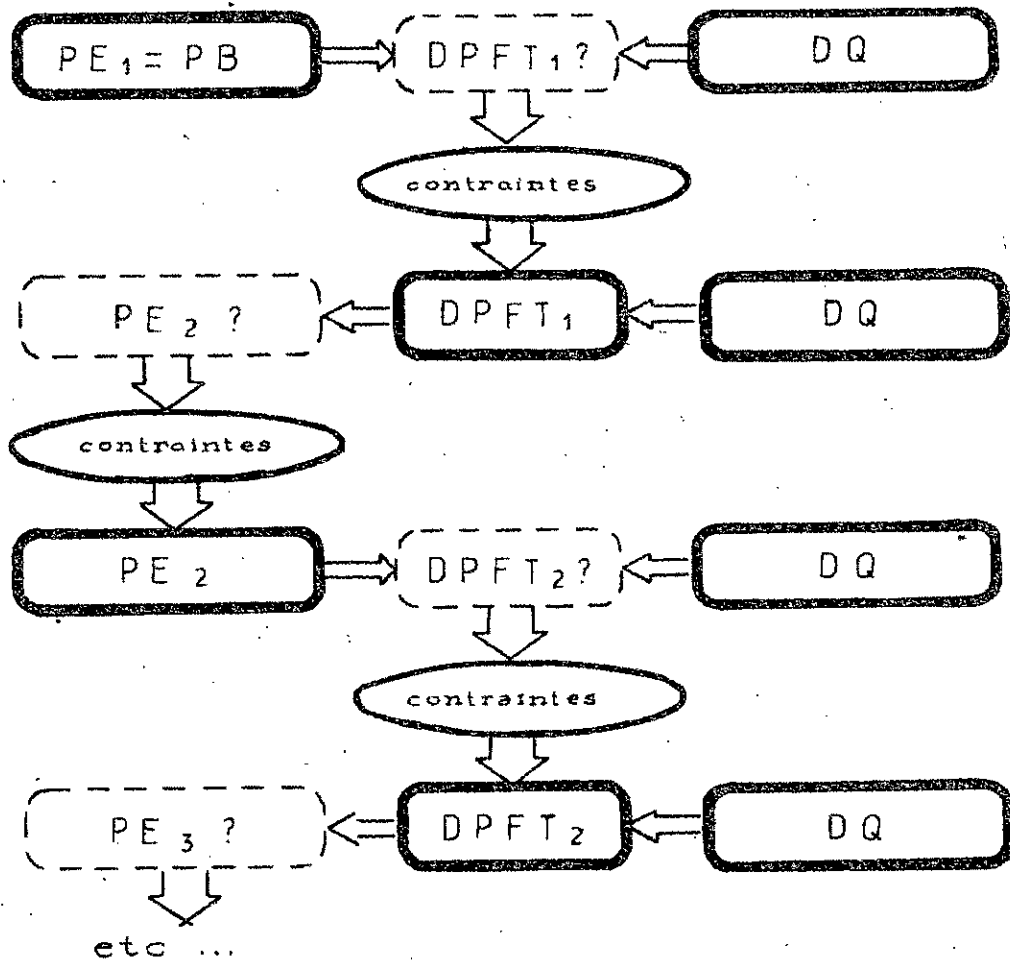 PE₁ = PB DPFT₁ ? DQ
contraintes
PE₂ ? DPFT₁ DQ
contraintes
PE₂ DPFT₂ ? DQ
contraintes
PE₃ ? DPFT₂ DQ
etc ...